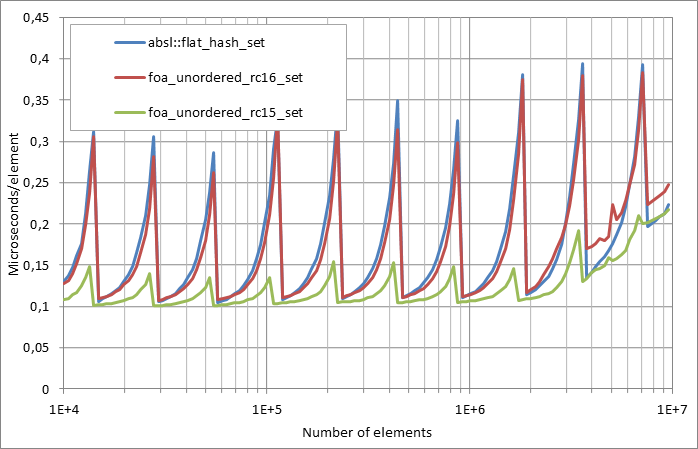 0,45
0,4
0,35
0,3
0,25
0,2
0,15
0,1
0,05
0
Microseconds/element
absl::flat_hash_set
foa_unordered_rc16_set
foa_unordered_rc15_set
1E+4 1E+5 1E+6 1E+7
Number of elements